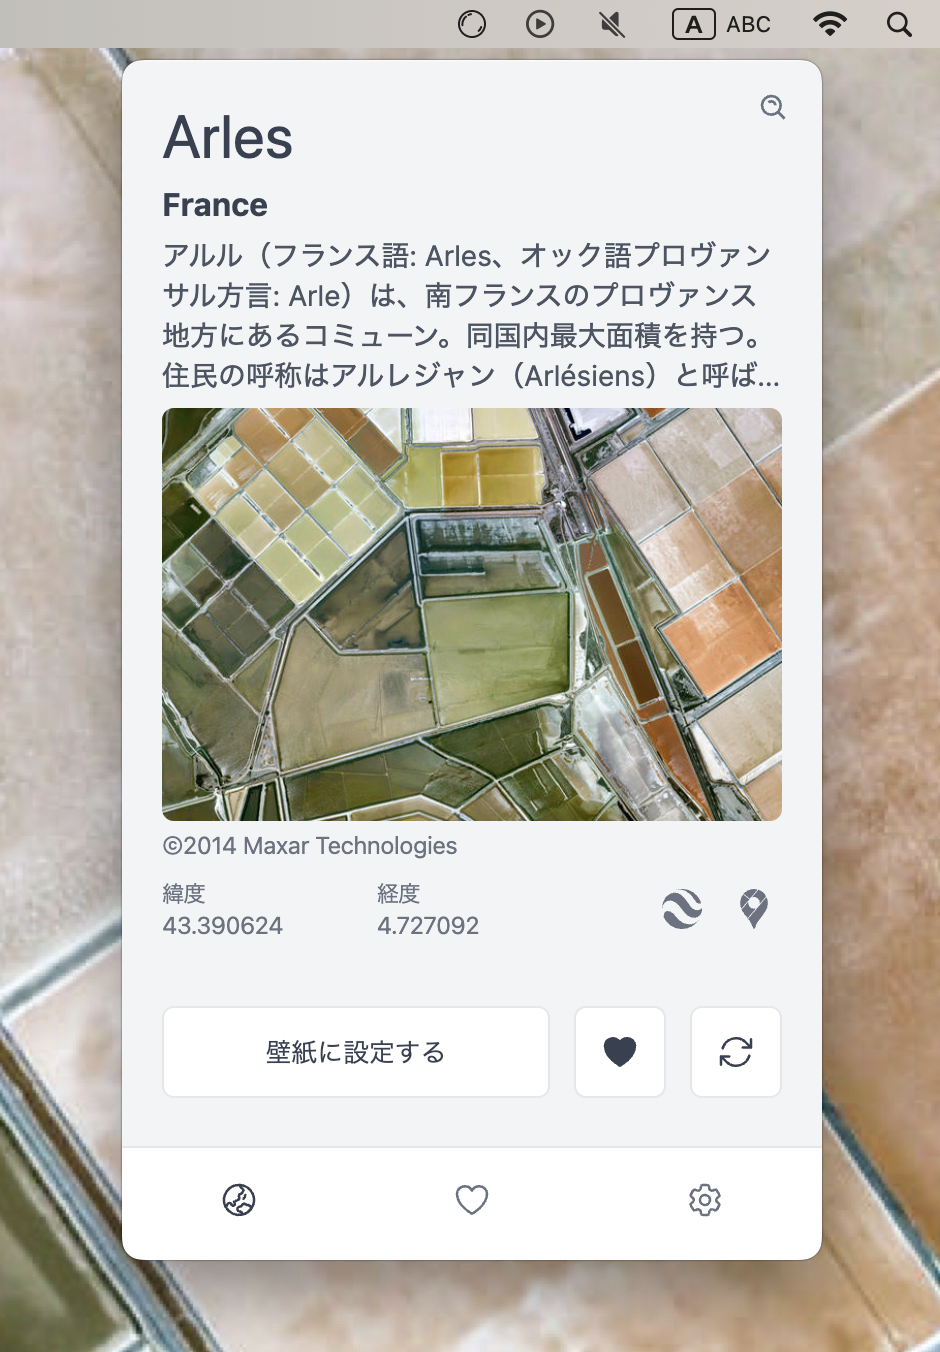 A ABC
Arles
France
アルル（フランス語: Arles、オック語プロヴァン
サル方言: Arle）は、南フランスのプロヴァンス
地方にあるコミューン。同国内最大面積を持つ。
住民の呼称はアルレジャン（Arlésiens）と呼ば...
©2014 Maxar Technologies
緯度 経度
43.390624 4.727092
壁紙に設定する